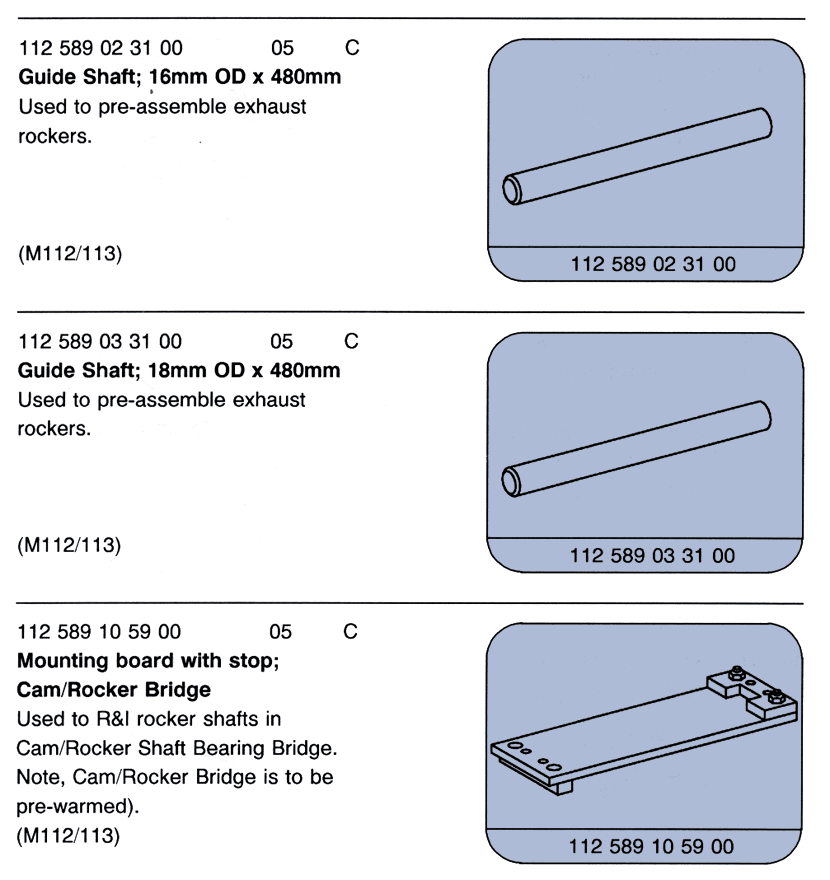 112 589 02 31 00 05 C
Guide Shaft; 16mm OD x 480mm
Used to pre-assemble exhaust
rockers.
(M112/113)
112 589 02 31 00
112 589 03 31 00 05 C
Guide Shaft; 18mm OD x 480mm
Used to pre-assemble exhaust
rockers.
(M112/113)
112 589 03 31 00
112 589 10 59 00 05 C
Mounting board with stop;
Cam/Rocker Bridge
Used to R&I rocker shafts in
Cam/Rocker Shaft Bearing Bridge.
Note, Cam/Rocker Bridge is to be
pre-warmed).
(M112/113)
112 589 10 59 00